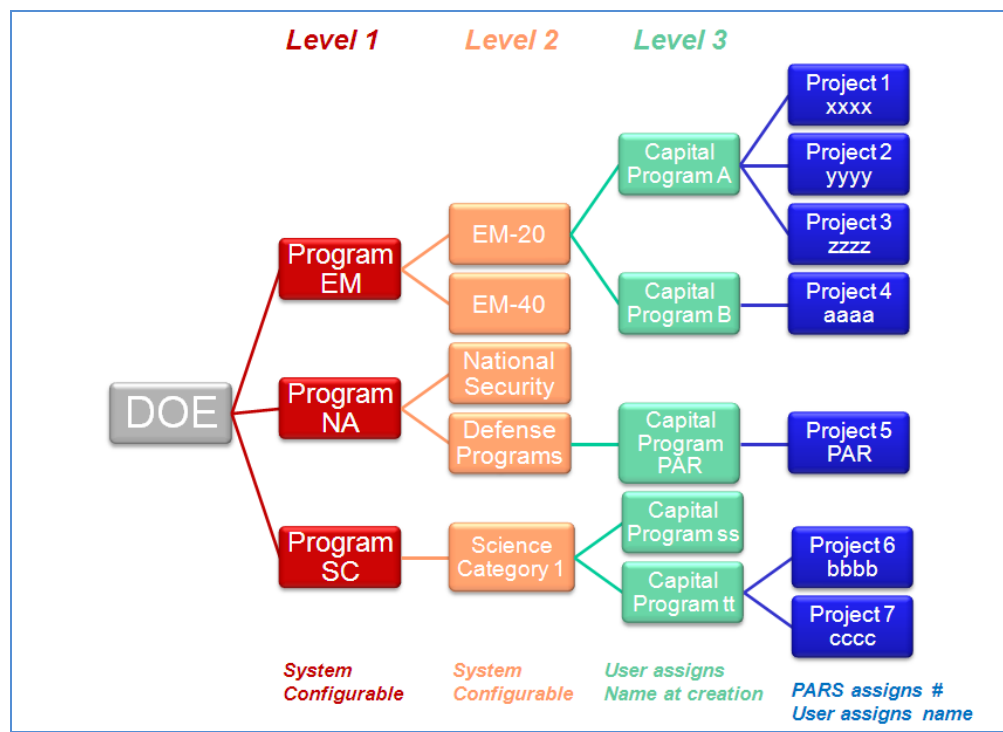 Level 1
Level 2
Level 3
DOE
Program
EM
Program
NA
Program
SC
EM-20
EM-40
National
Security
Defense
Programs
Science
Category 1
Capital
Program A
Capital
Program B
Capital
Program
PAR
Capital
Program ss
Capital
Program tt
Project 1
xxxx
Project 2
yyyy
Project 3
zzzz
Project 4
aaaa
Project 5
PAR
Project 6
bbbb
Project 7
cccc
System
Configurable
System
Configurable
User assigns
Name at creation
PARS assigns #
User assigns name